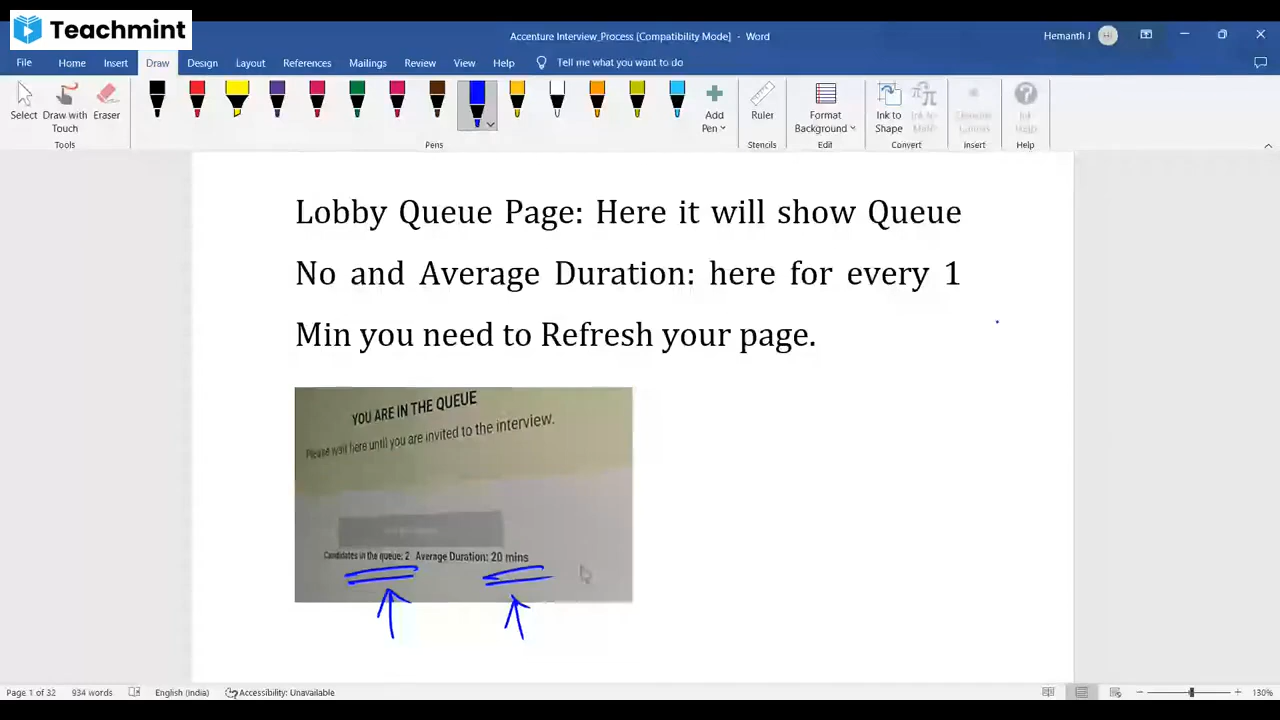 Teachmint
Accenture Interview_Process [Compatibility Mode] - Word
Hemanth J
File Home Insert Draw Design Layout References Mailings Review View Help Tell me what you want to do
Select
Draw with Touch
Eraser
Add Pen
Ruler
Format Background
Ink to Shape
Ink to Math
Ink Help
Tools
Pens
Stencils
Edit
Convert
Insert
Help
Lobby Queue Page: Here it will show Queue
No and Average Duration: here for every 1
Min you need to Refresh your page.
YOU ARE IN THE QUEUE
Please wait here until you are invited to the interview.
Candidates in the queue: 2 Average Duration: 20 mins
Page 1 of 32 934 words English (India) Accessibility: Unavailable 130%